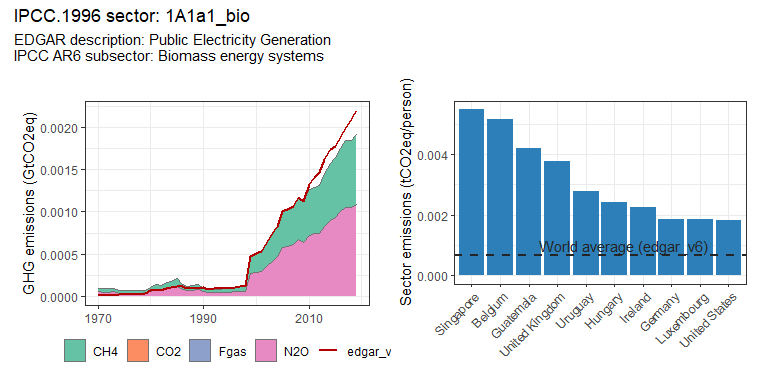 IPCC.1996 sector: 1A1a1_bio
EDGAR description: Public Electricity Generation
IPCC AR6 subsector: Biomass energy systems
GHG emissions (GtCO2eq)
0.0020
0.0015
0.0010
0.0005
0.0000
1970
1990
2010
CH4
CO2
Fgas
N2O
edgar_v
Sector emissions (tCO2eq/person)
0.004
0.002
0.000
World average (edgar_v6)
Singapore
Belgium
Guatemala
United Kingdom
Uruguay
Hungary
Ireland
Germany
Luxembourg
United States